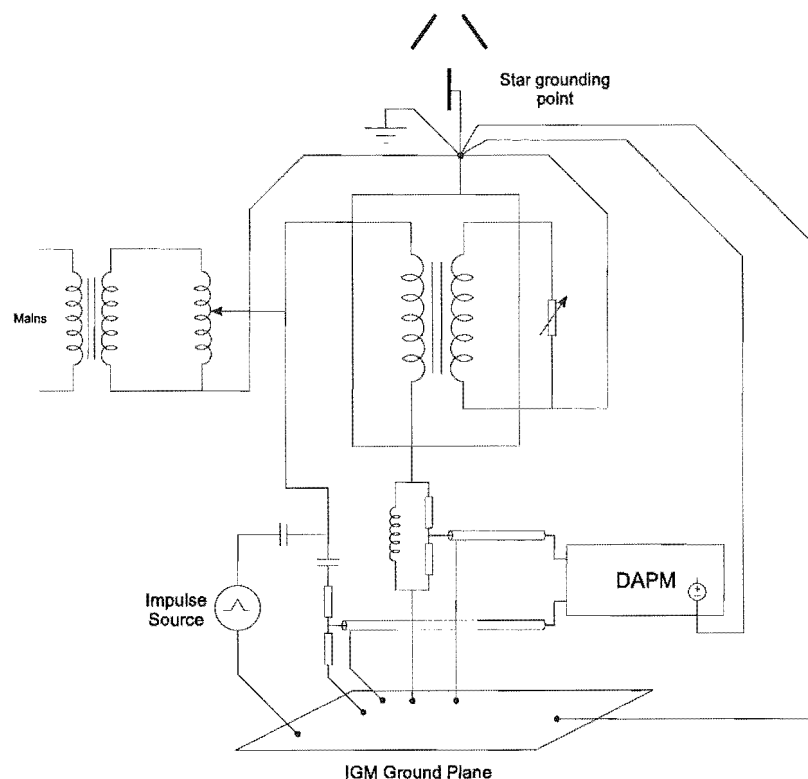 Star grounding
point
Mains
DAPM
Impulse
Source
IGM Ground Plane